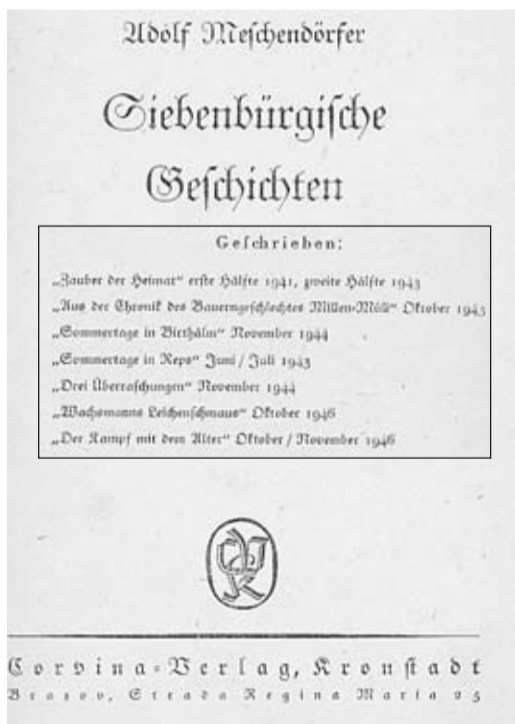 Adolf Meschendörfer
Siebenbürgische
Geschichten
Geschrieben:
„Zauber der Heimat“ erste Hälfte 1941, zweite Hälfte 1943
„Aus der Chronik des Bauerngeschlechtes Millen-Möll“ Oktober 1943
„Sommertage in Birthälm“ November 1944
„Sommertage in Reps“ Juni / Juli 1943
„Drei Überraschungen“ November 1944
„Wachsmanns Leichenschmaus“ Oktober 1946
„Der Kampf mit dem Alter“ Oktober / November 1946
Corvina-Verlag, Kronstadt
Brasov, Strada Regina Maria 25